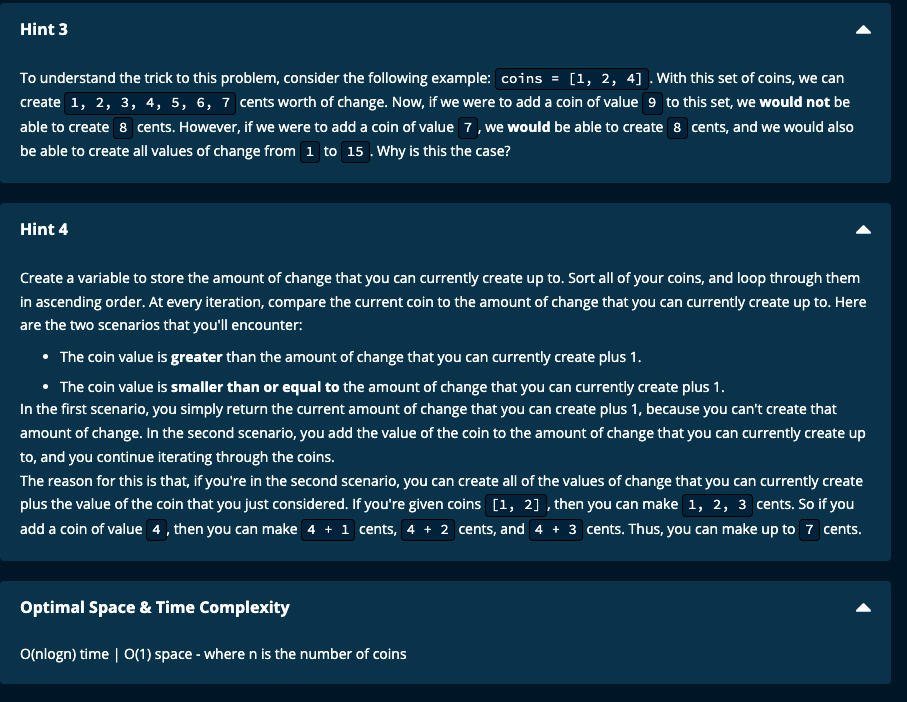 Hint 3
To understand the trick to this problem, consider the following example: coins = [1, 2, 4] . With this set of coins, we can
create 1, 2, 3, 4, 5, 6, 7 cents worth of change. Now, if we were to add a coin of value 9 to this set, we would not be
able to create 8 cents. However, if we were to add a coin of value 7 , we would be able to create 8 cents, and we would also
be able to create all values of change from 1 to 15 . Why is this the case?
Hint 4
Create a variable to store the amount of change that you can currently create up to. Sort all of your coins, and loop through them
in ascending order. At every iteration, compare the current coin to the amount of change that you can currently create up to. Here
are the two scenarios that you'll encounter:
• The coin value is greater than the amount of change that you can currently create plus 1.
• The coin value is smaller than or equal to the amount of change that you can currently create plus 1.
In the first scenario, you simply return the current amount of change that you can create plus 1, because you can't create that
amount of change. In the second scenario, you add the value of the coin to the amount of change that you can currently create up
to, and you continue iterating through the coins.
The reason for this is that, if you're in the second scenario, you can create all of the values of change that you can currently create
plus the value of the coin that you just considered. If you're given coins [1, 2] , then you can make 1, 2, 3 cents. So if you
add a coin of value 4 , then you can make 4 + 1 cents, 4 + 2 cents, and 4 + 3 cents. Thus, you can make up to 7 cents.
Optimal Space & Time Complexity
O(nlogn) time | O(1) space - where n is the number of coins